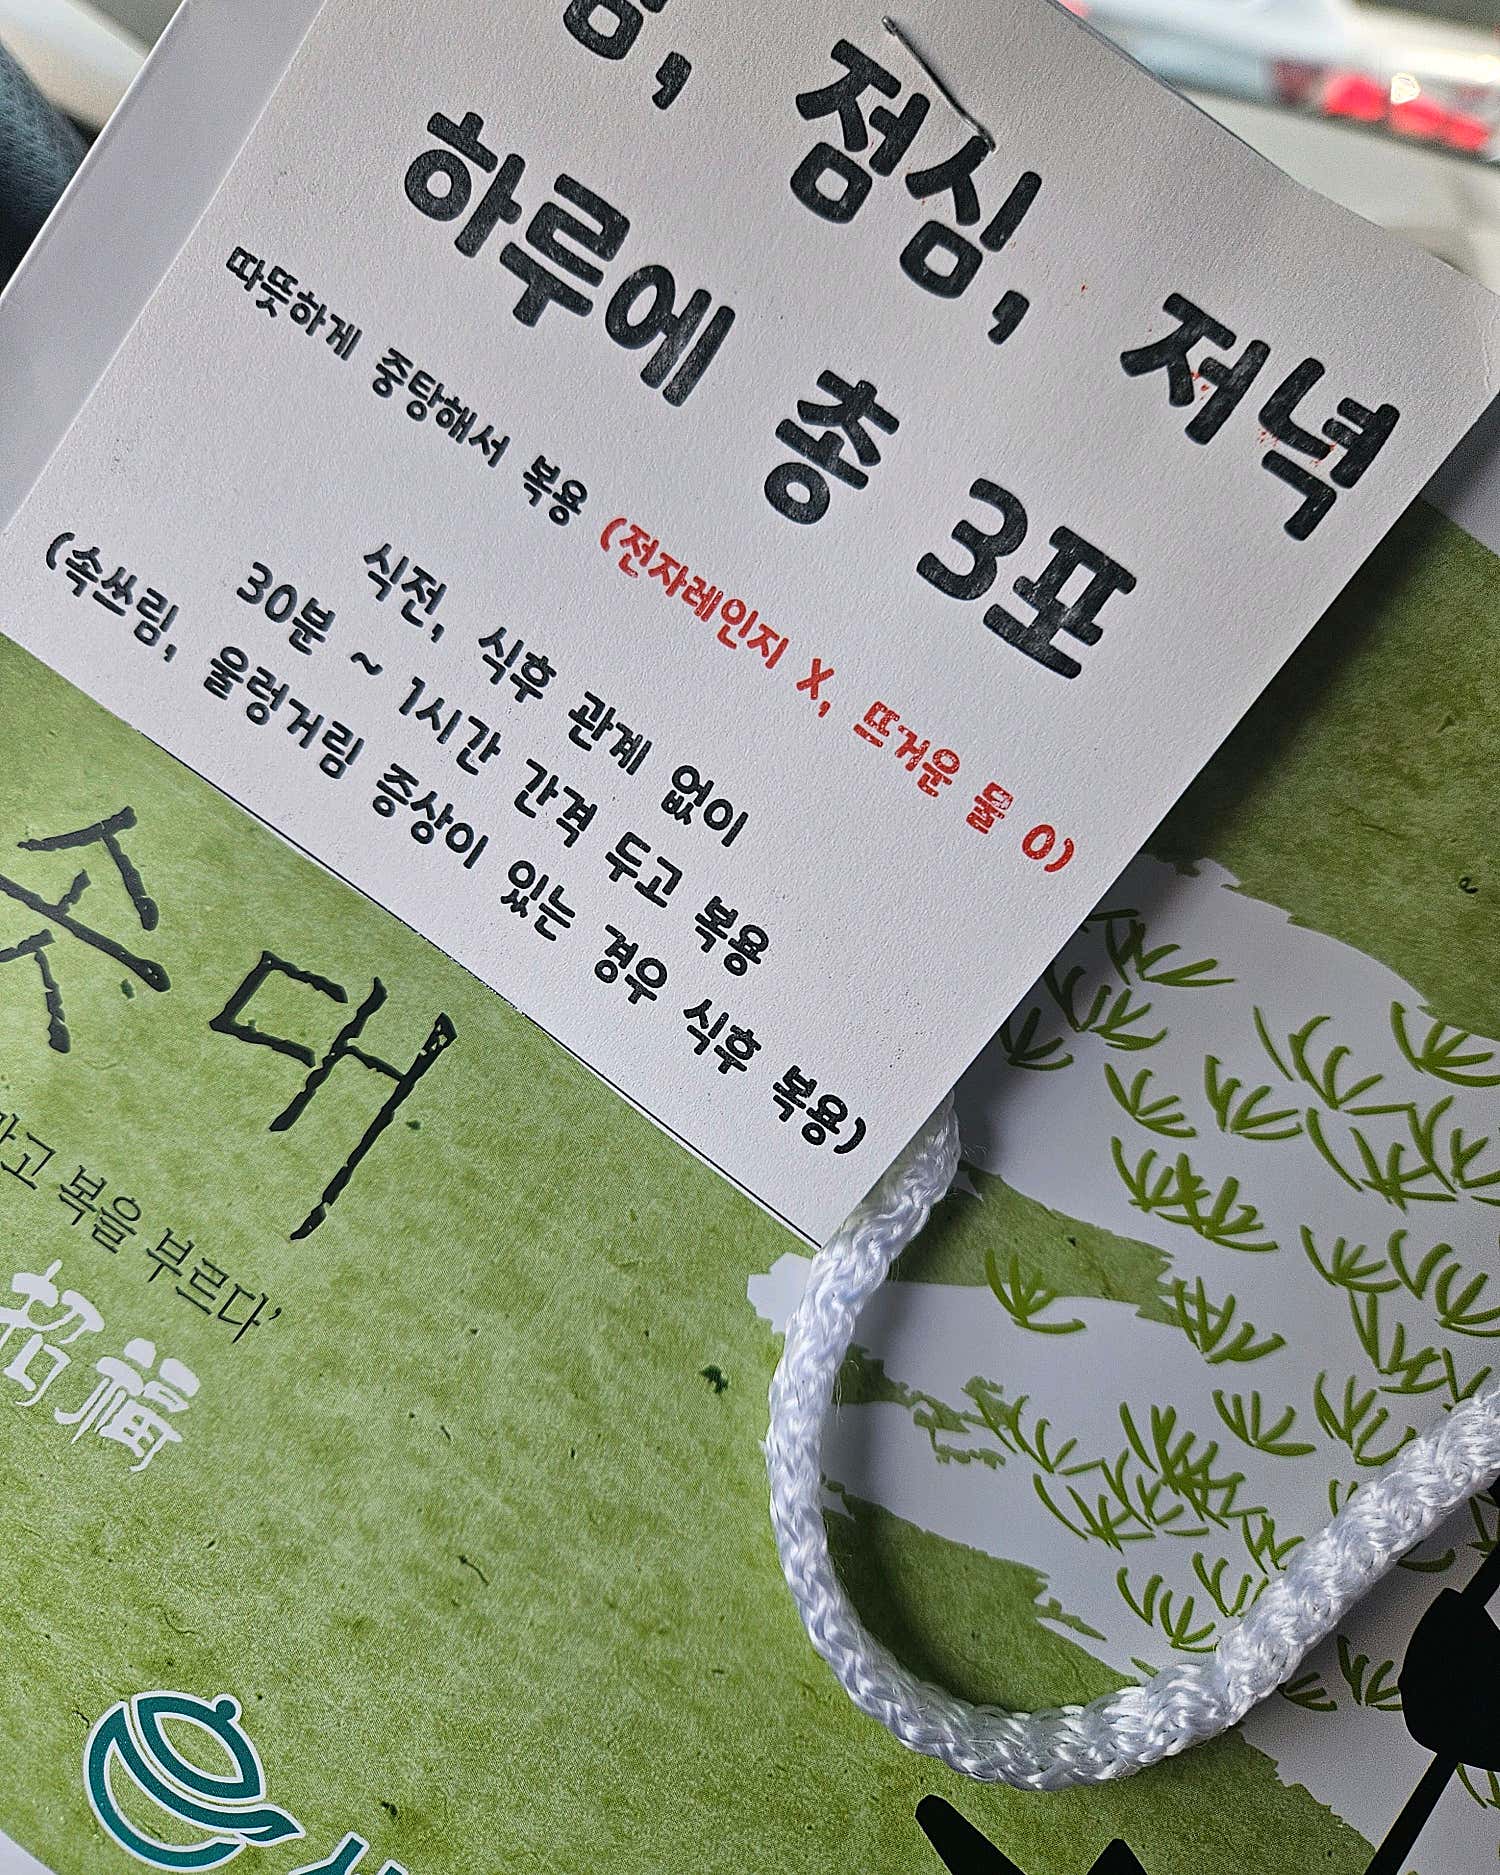 점심, 저녁
하루에 총 3포
따뜻하게 중탕해서 복용 (전자레인지 X, 뜨거운 물 O)
식전, 식후 관계 없이
30분 ~ 1시간 간격 두고 복용
(속쓰림, 울렁거림 증상이 있는 경우 식후 복용)
솟대
복을 부르다'
招福